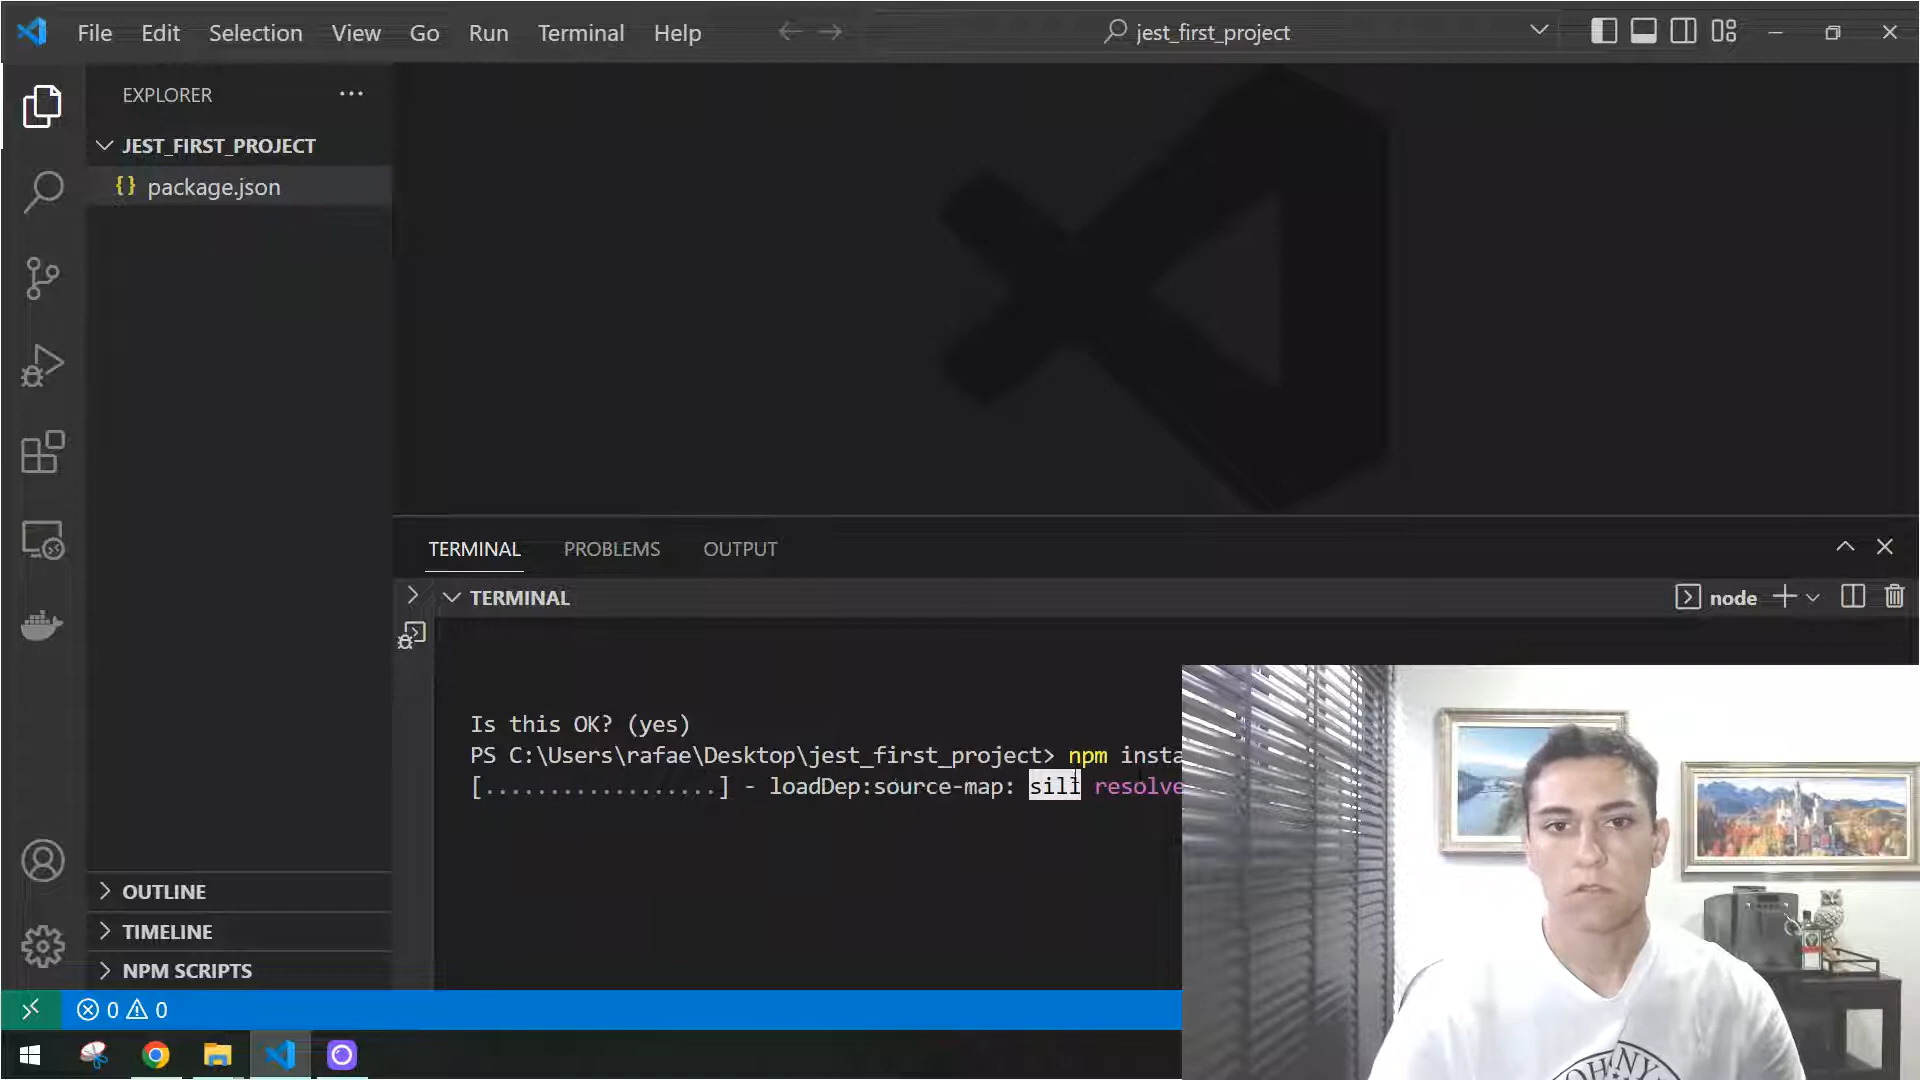 File Edit Selection View Go Run Terminal Help
jest_first_project
EXPLORER
JEST_FIRST_PROJECT
{} package.json
TERMINAL PROBLEMS OUTPUT
TERMINAL
node
Is this OK? (yes)
PS C:\Users\rafae\Desktop\jest_first_project> npm insta
[..................] - loadDep:source-map: sill resolve
OUTLINE
TIMELINE
NPM SCRIPTS
0 0